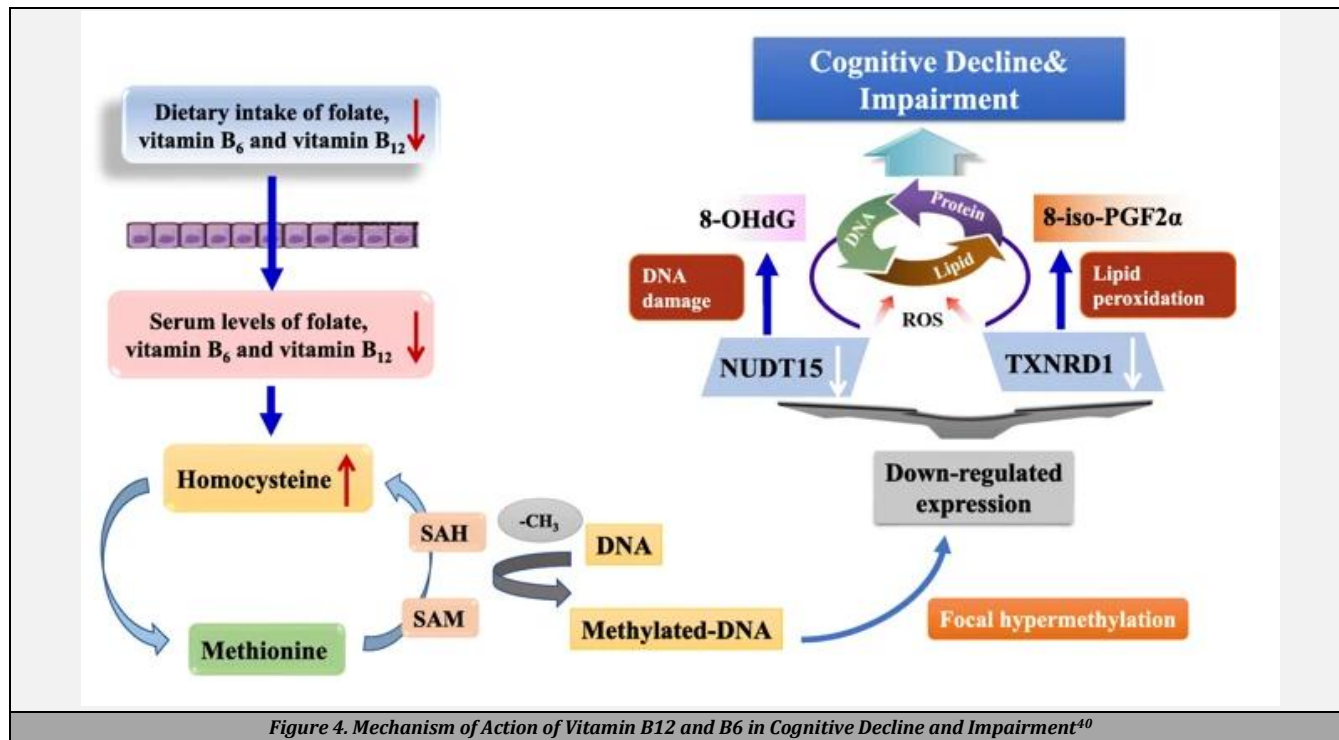 Dietary intake of folate,
vitamin B₆ and vitamin B₁₂
Serum levels of folate,
vitamin B₆ and vitamin B₁₂
Homocysteine
Methionine
SAH
SAM
-CH₃
DNA
Methylated-DNA
Cognitive Decline&
Impairment
8-OHdG
DNA
Protein
Lipid
8-iso-PGF2α
DNA
damage
Lipid
peroxidation
ROS
NUDT15
TXNRD1
Down-regulated
expression
Focal hypermethylation
Figure 4. Mechanism of Action of Vitamin B12 and B6 in Cognitive Decline and Impairment⁴⁰